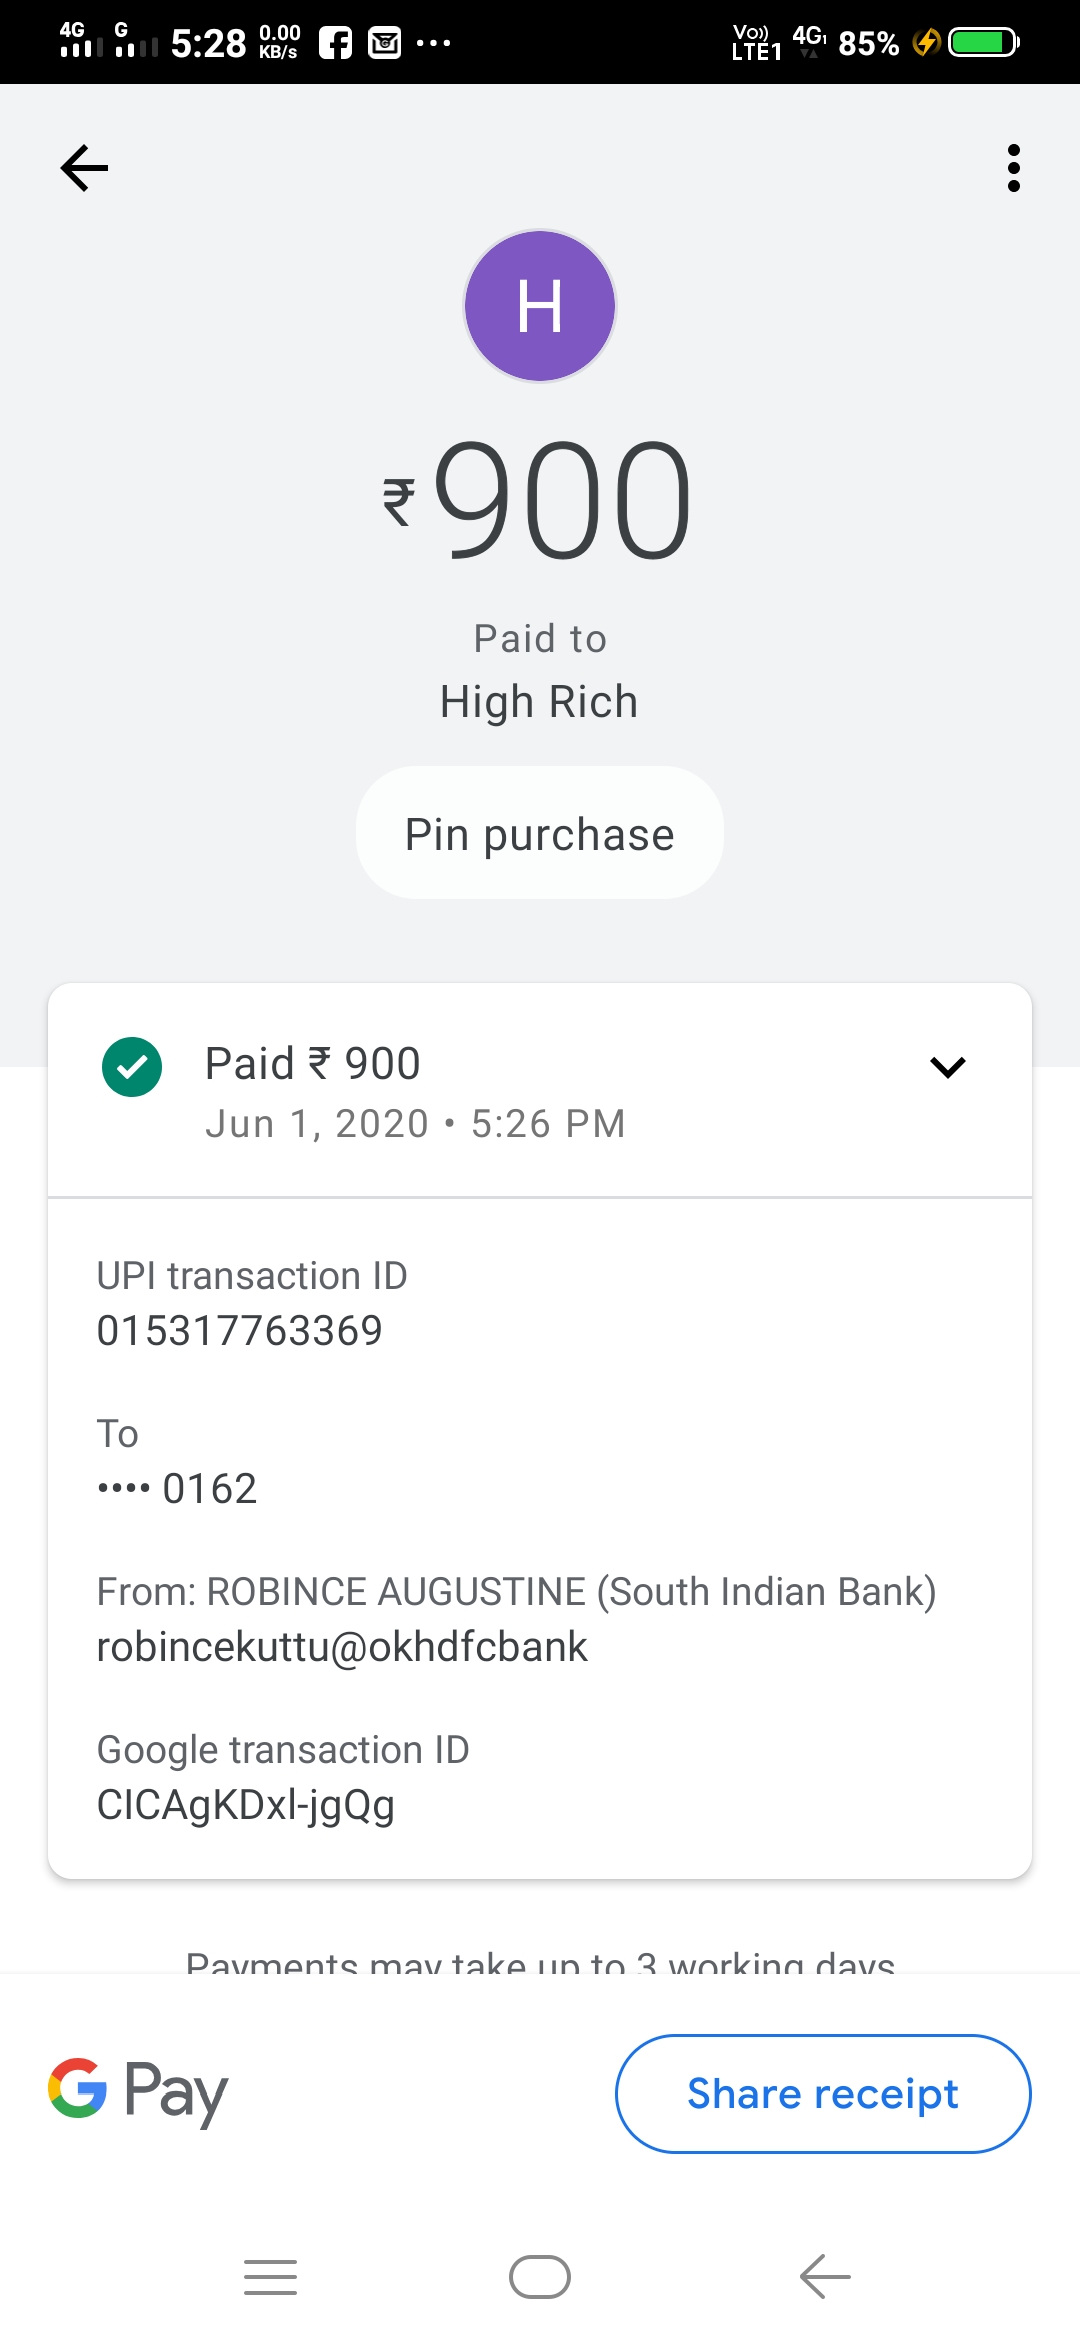 4G G 5:28 0.00 KB/s Vo)) LTE1 4G1 85%
H
₹900
Paid to
High Rich
Pin purchase
Paid ₹ 900
Jun 1, 2020 • 5:26 PM
UPI transaction ID
015317763369
To
•••• 0162
From: ROBINCE AUGUSTINE (South Indian Bank)
robincekuttu@okhdfcbank
Google transaction ID
CICAgKDxl-jgQg
Payments may take up to 3 working days
G Pay
Share receipt